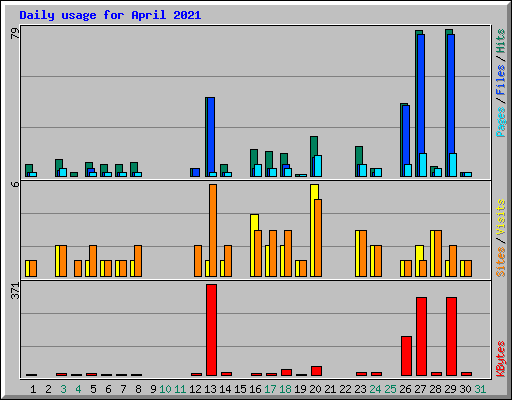 Daily usage for April 2021
79
Pages / Files / Hits
6
Sites / Visits
371
KBytes
1 2 3 4 5 6 7 8 9 10 11 12 13 14 15 16 17 18 19 20 21 22 23 24 25 26 27 28 29 30 31